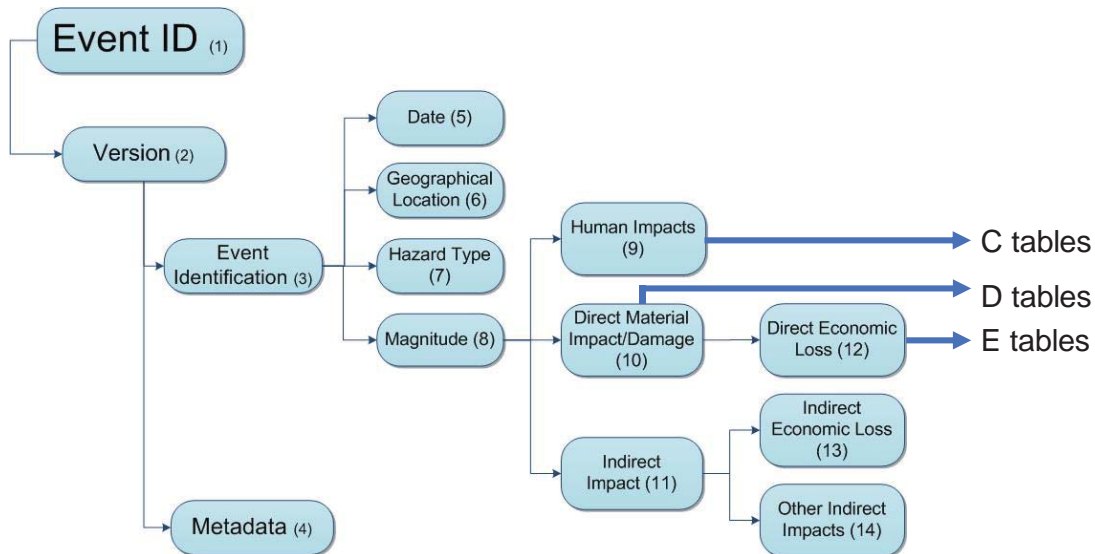 Event ID (1)
Version (2)
Event
Identification (3)
Metadata (4)
Date (5)
Geographical
Location (6)
Hazard Type
(7)
Magnitude (8)
Human Impacts
(9)
Direct Material
Impact/Damage
(10)
Indirect
Impact (11)
Direct Economic
Loss (12)
Indirect
Economic Loss
(13)
Other Indirect
Impacts (14)
C tables
D tables
E tables